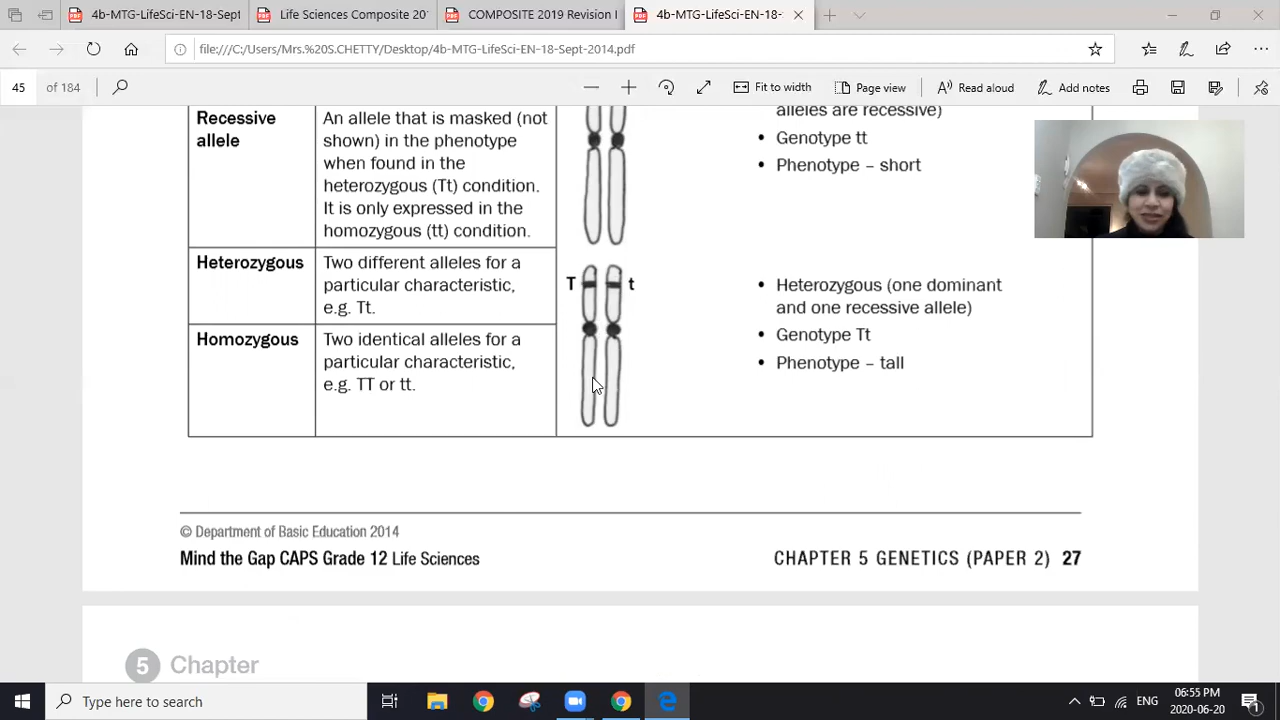 4b-MTG-LifeSci-EN-18-Sept
Life Sciences Composite 20
COMPOSITE 2019 Revision
4b-MTG-LifeSci-EN-18-
file:///C:/Users/Mrs.%20S.CHETTY/Desktop/4b-MTG-LifeSci-EN-18-Sept-2014.pdf
45 of 184
Fit to width
Page view
Read aloud
Add notes
Recessive
allele
An allele that is masked (not
shown) in the phenotype
when found in the
heterozygous (Tt) condition.
It is only expressed in the
homozygous (tt) condition.
alleles are recessive)
• Genotype tt
• Phenotype – short
Heterozygous
Two different alleles for a
particular characteristic,
e.g. Tt.
T t
• Heterozygous (one dominant
and one recessive allele)
• Genotype Tt
• Phenotype – tall
Homozygous
Two identical alleles for a
particular characteristic,
e.g. TT or tt.
© Department of Basic Education 2014
Mind the Gap CAPS Grade 12 Life Sciences
CHAPTER 5 GENETICS (PAPER 2) 27
5 Chapter
Type here to search
ENG
06:55 PM
2020-06-20
1